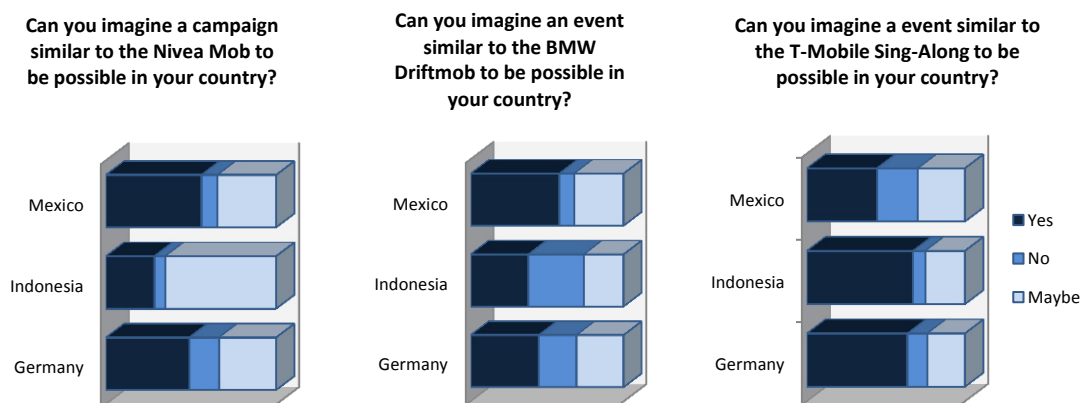 Can you imagine a campaign
similar to the Nivea Mob to
be possible in your country?
Mexico
Indonesia
Germany
Can you imagine an event
similar to the BMW
Driftmob to be possible in
your country?
Mexico
Indonesia
Germany
Can you imagine a event similar to
the T-Mobile Sing-Along to be
possible in your country?
Mexico
Indonesia
Germany
Yes
No
Maybe